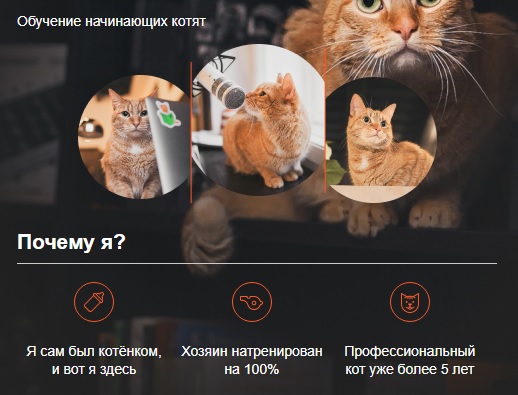 Обучение начинающих котят
Почему я?
Я сам был котёнком,
и вот я здесь
Хозяин натренирован
на 100%
Профессиональный
кот уже более 5 лет